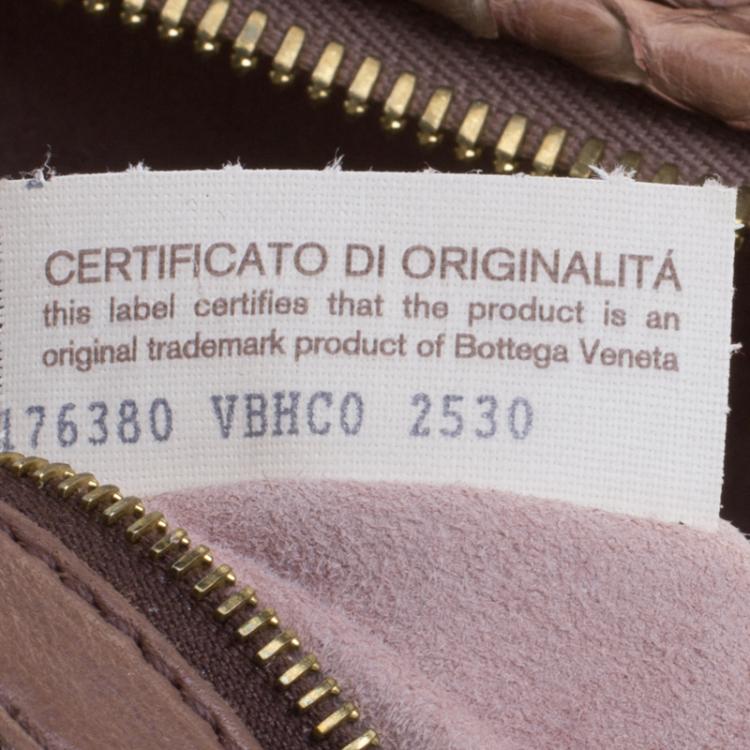 CERTIFICATO DI ORIGINALITÁ
this label certifies that the product is an
original trademark product of Bottega Veneta
176380 VBHC0 2530